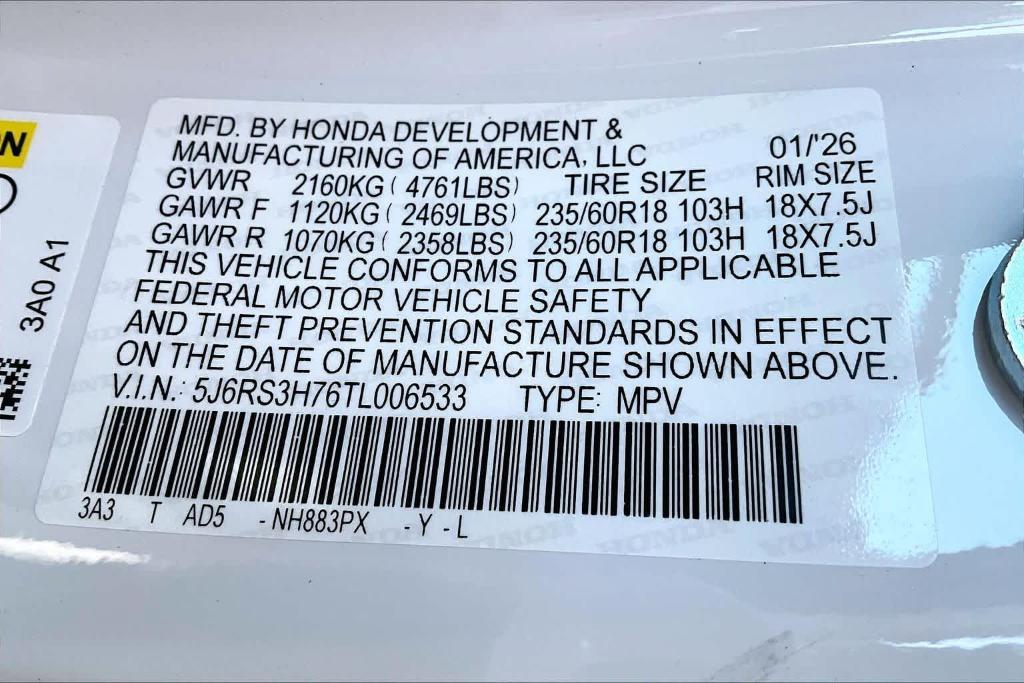 ON
3A0 A1
MFD. BY HONDA DEVELOPMENT &
MANUFACTURING OF AMERICA, LLC 01/'26
GVWR 2160KG ( 4761LBS) TIRE SIZE RIM SIZE
GAWR F 1120KG ( 2469LBS) 235/60R18 103H 18X7.5J
GAWR R 1070KG ( 2358LBS) 235/60R18 103H 18X7.5J
THIS VEHICLE CONFORMS TO ALL APPLICABLE
FEDERAL MOTOR VEHICLE SAFETY
AND THEFT PREVENTION STANDARDS IN EFFECT
ON THE DATE OF MANUFACTURE SHOWN ABOVE.
V.I.N.: 5J6RS3H76TL006533 TYPE: MPV
3A3 T AD5 -NH883PX -Y-L